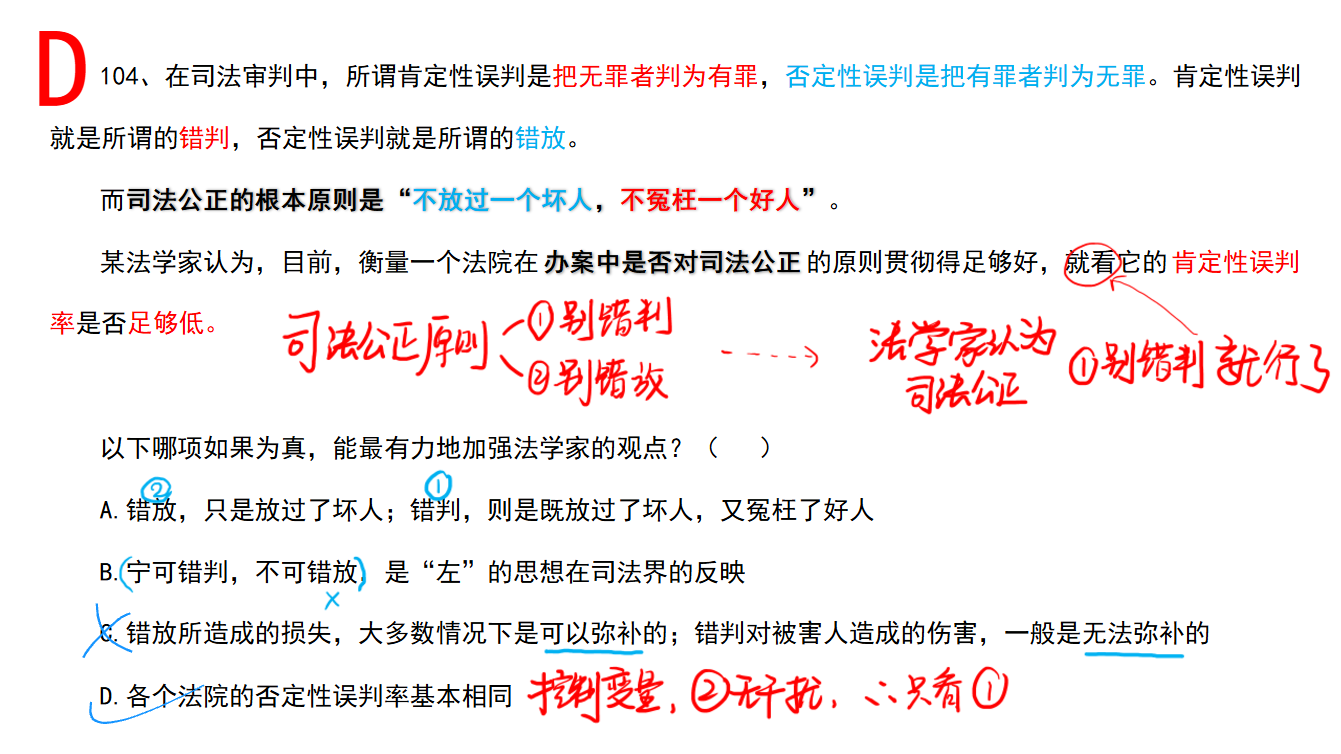 D
104、在司法审判中，所谓肯定性误判是把无罪者判为有罪，否定性误判是把有罪者判为无罪。肯定性误判
就是所谓的错判，否定性误判就是所谓的错放。
而司法公正的根本原则是“不放过一个坏人，不冤枉一个好人”。
某法学家认为，目前，衡量一个法院在办案中是否对司法公正的原则贯彻得足够好，就看它的肯定性误判
率是否足够低。
司法公正原则 ①别错判
②别错放
法学家认为
司法公正
①别错判就行了
以下哪项如果为真，能最有力地加强法学家的观点？（ ）
② ①
A.错放，只是放过了坏人；错判，则是既放过了坏人，又冤枉了好人
B.(宁可错判，不可错放)，是“左”的思想在司法界的反映
×
C.错放所造成的损失，大多数情况下是可以弥补的；错判对被害人造成的伤害，一般是无法弥补的
D.各个法院的否定性误判率基本相同 控制变量，②无干扰，∴只看①